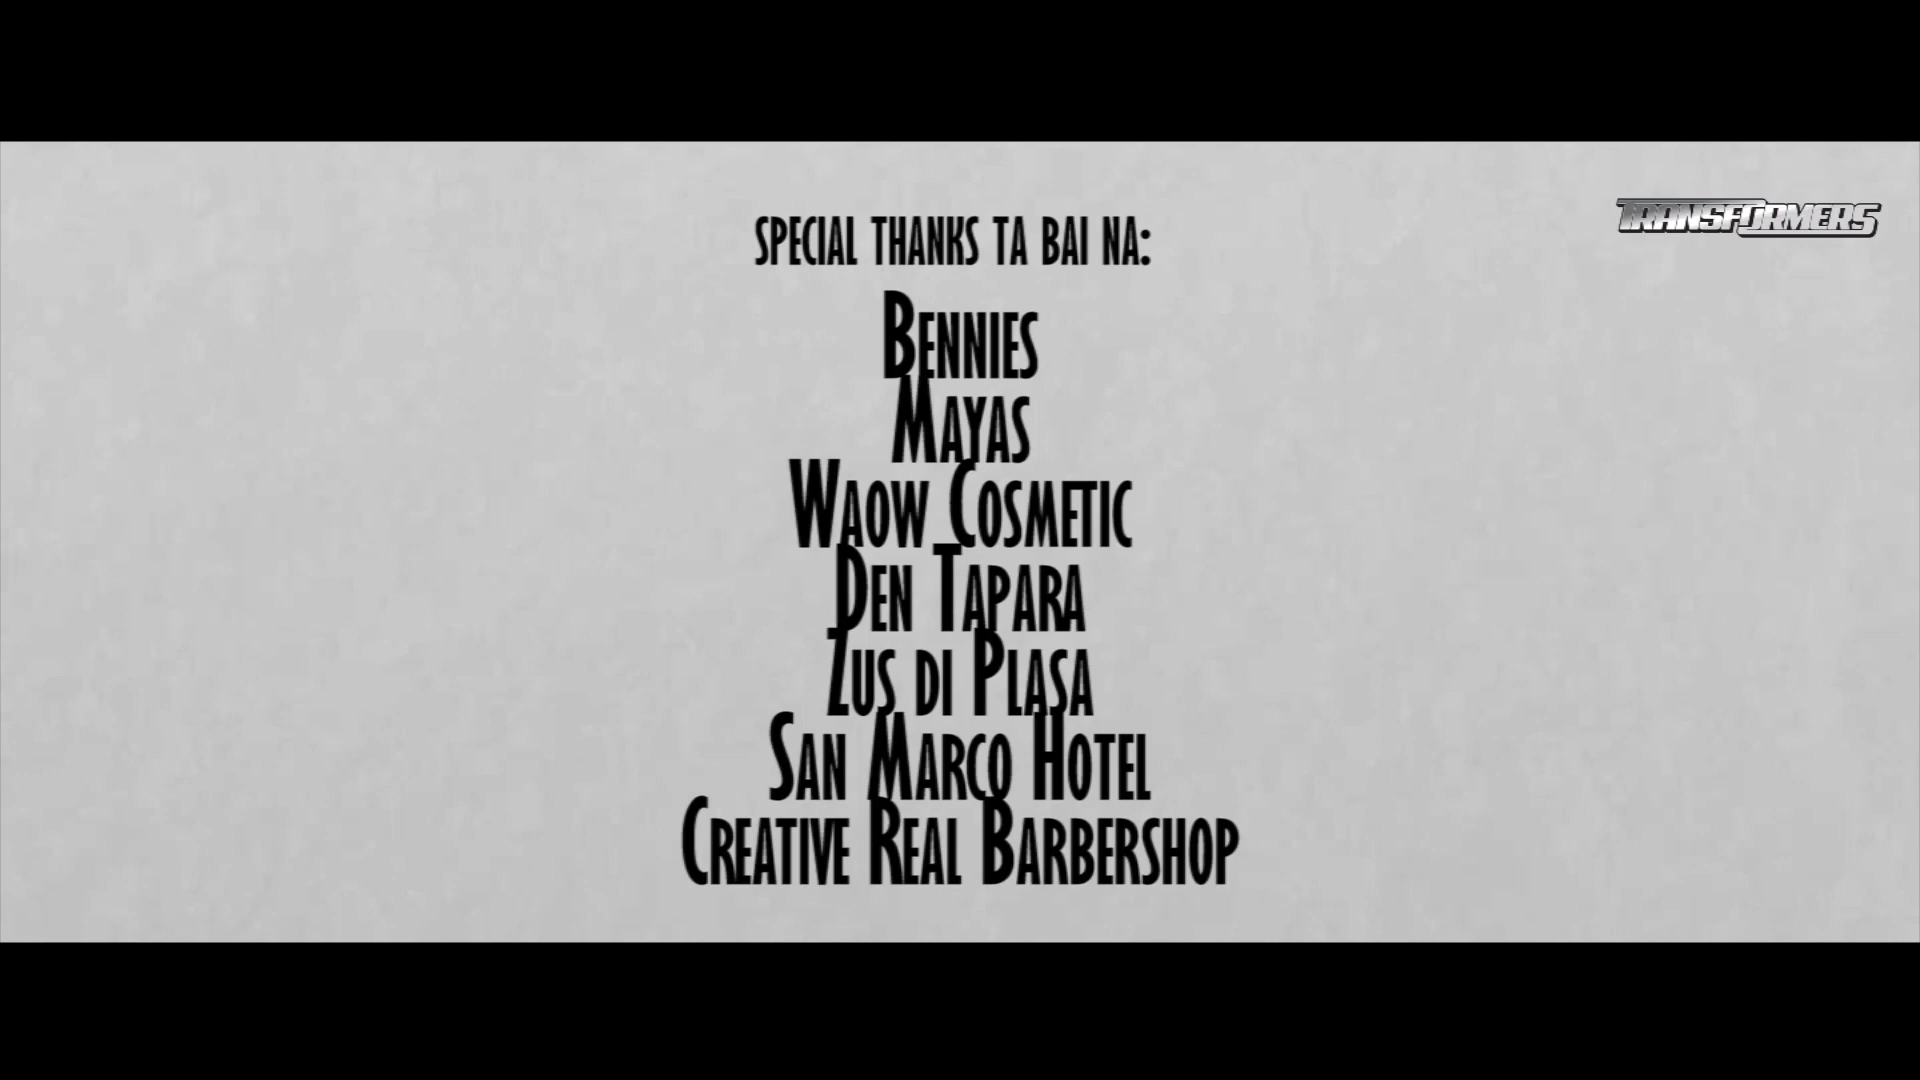 TRANSFORMERS
SPECIAL THANKS TA BAI NA:
BENNIES
MAYAS
WAOW COSMETIC
DEN TAPARA
ZUS DI PLASA
SAN MARCO HOTEL
CREATIVE REAL BARBERSHOP